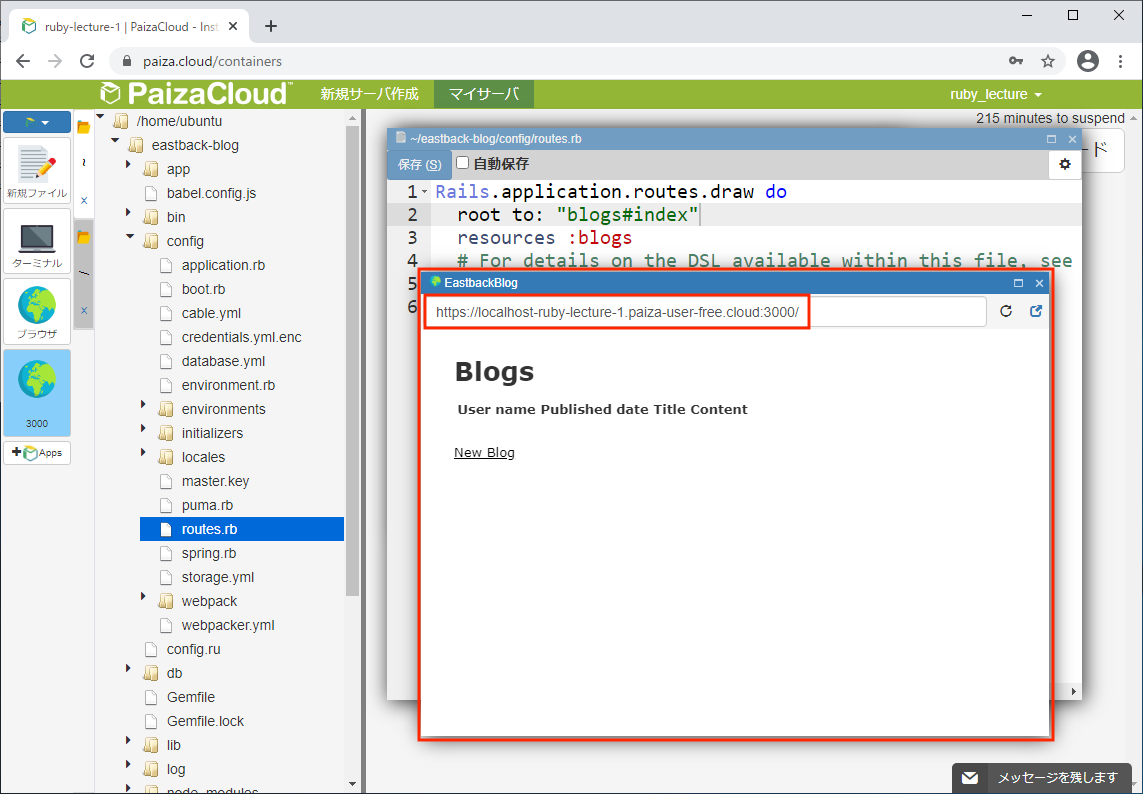 ruby-lecture-1 | PaizaCloud - Inst
paiza.cloud/containers
PaizaCloud
新規サーバ作成
マイサーバ
ruby_lecture
215 minutes to suspend
新規ファイル
ターミナル
ブラウザ
3000
Apps
/home/ubuntu
eastback-blog
app
babel.config.js
bin
config
application.rb
boot.rb
cable.yml
credentials.yml.enc
database.yml
environment.rb
environments
initializers
locales
master.key
puma.rb
routes.rb
spring.rb
storage.yml
webpack
webpacker.yml
config.ru
db
Gemfile
Gemfile.lock
lib
log
node_modules
~/eastback-blog/config/routes.rb
保存 (S)
自動保存
ード
1 Rails.application.routes.draw do
2 root to: "blogs#index"
3 resources :blogs
4 # For details on the DSL available within this file, see
5
6
EastbackBlog
https://localhost-ruby-lecture-1.paiza-user-free.cloud:3000/
Blogs
User name Published date Title Content
New Blog
メッセージを残します